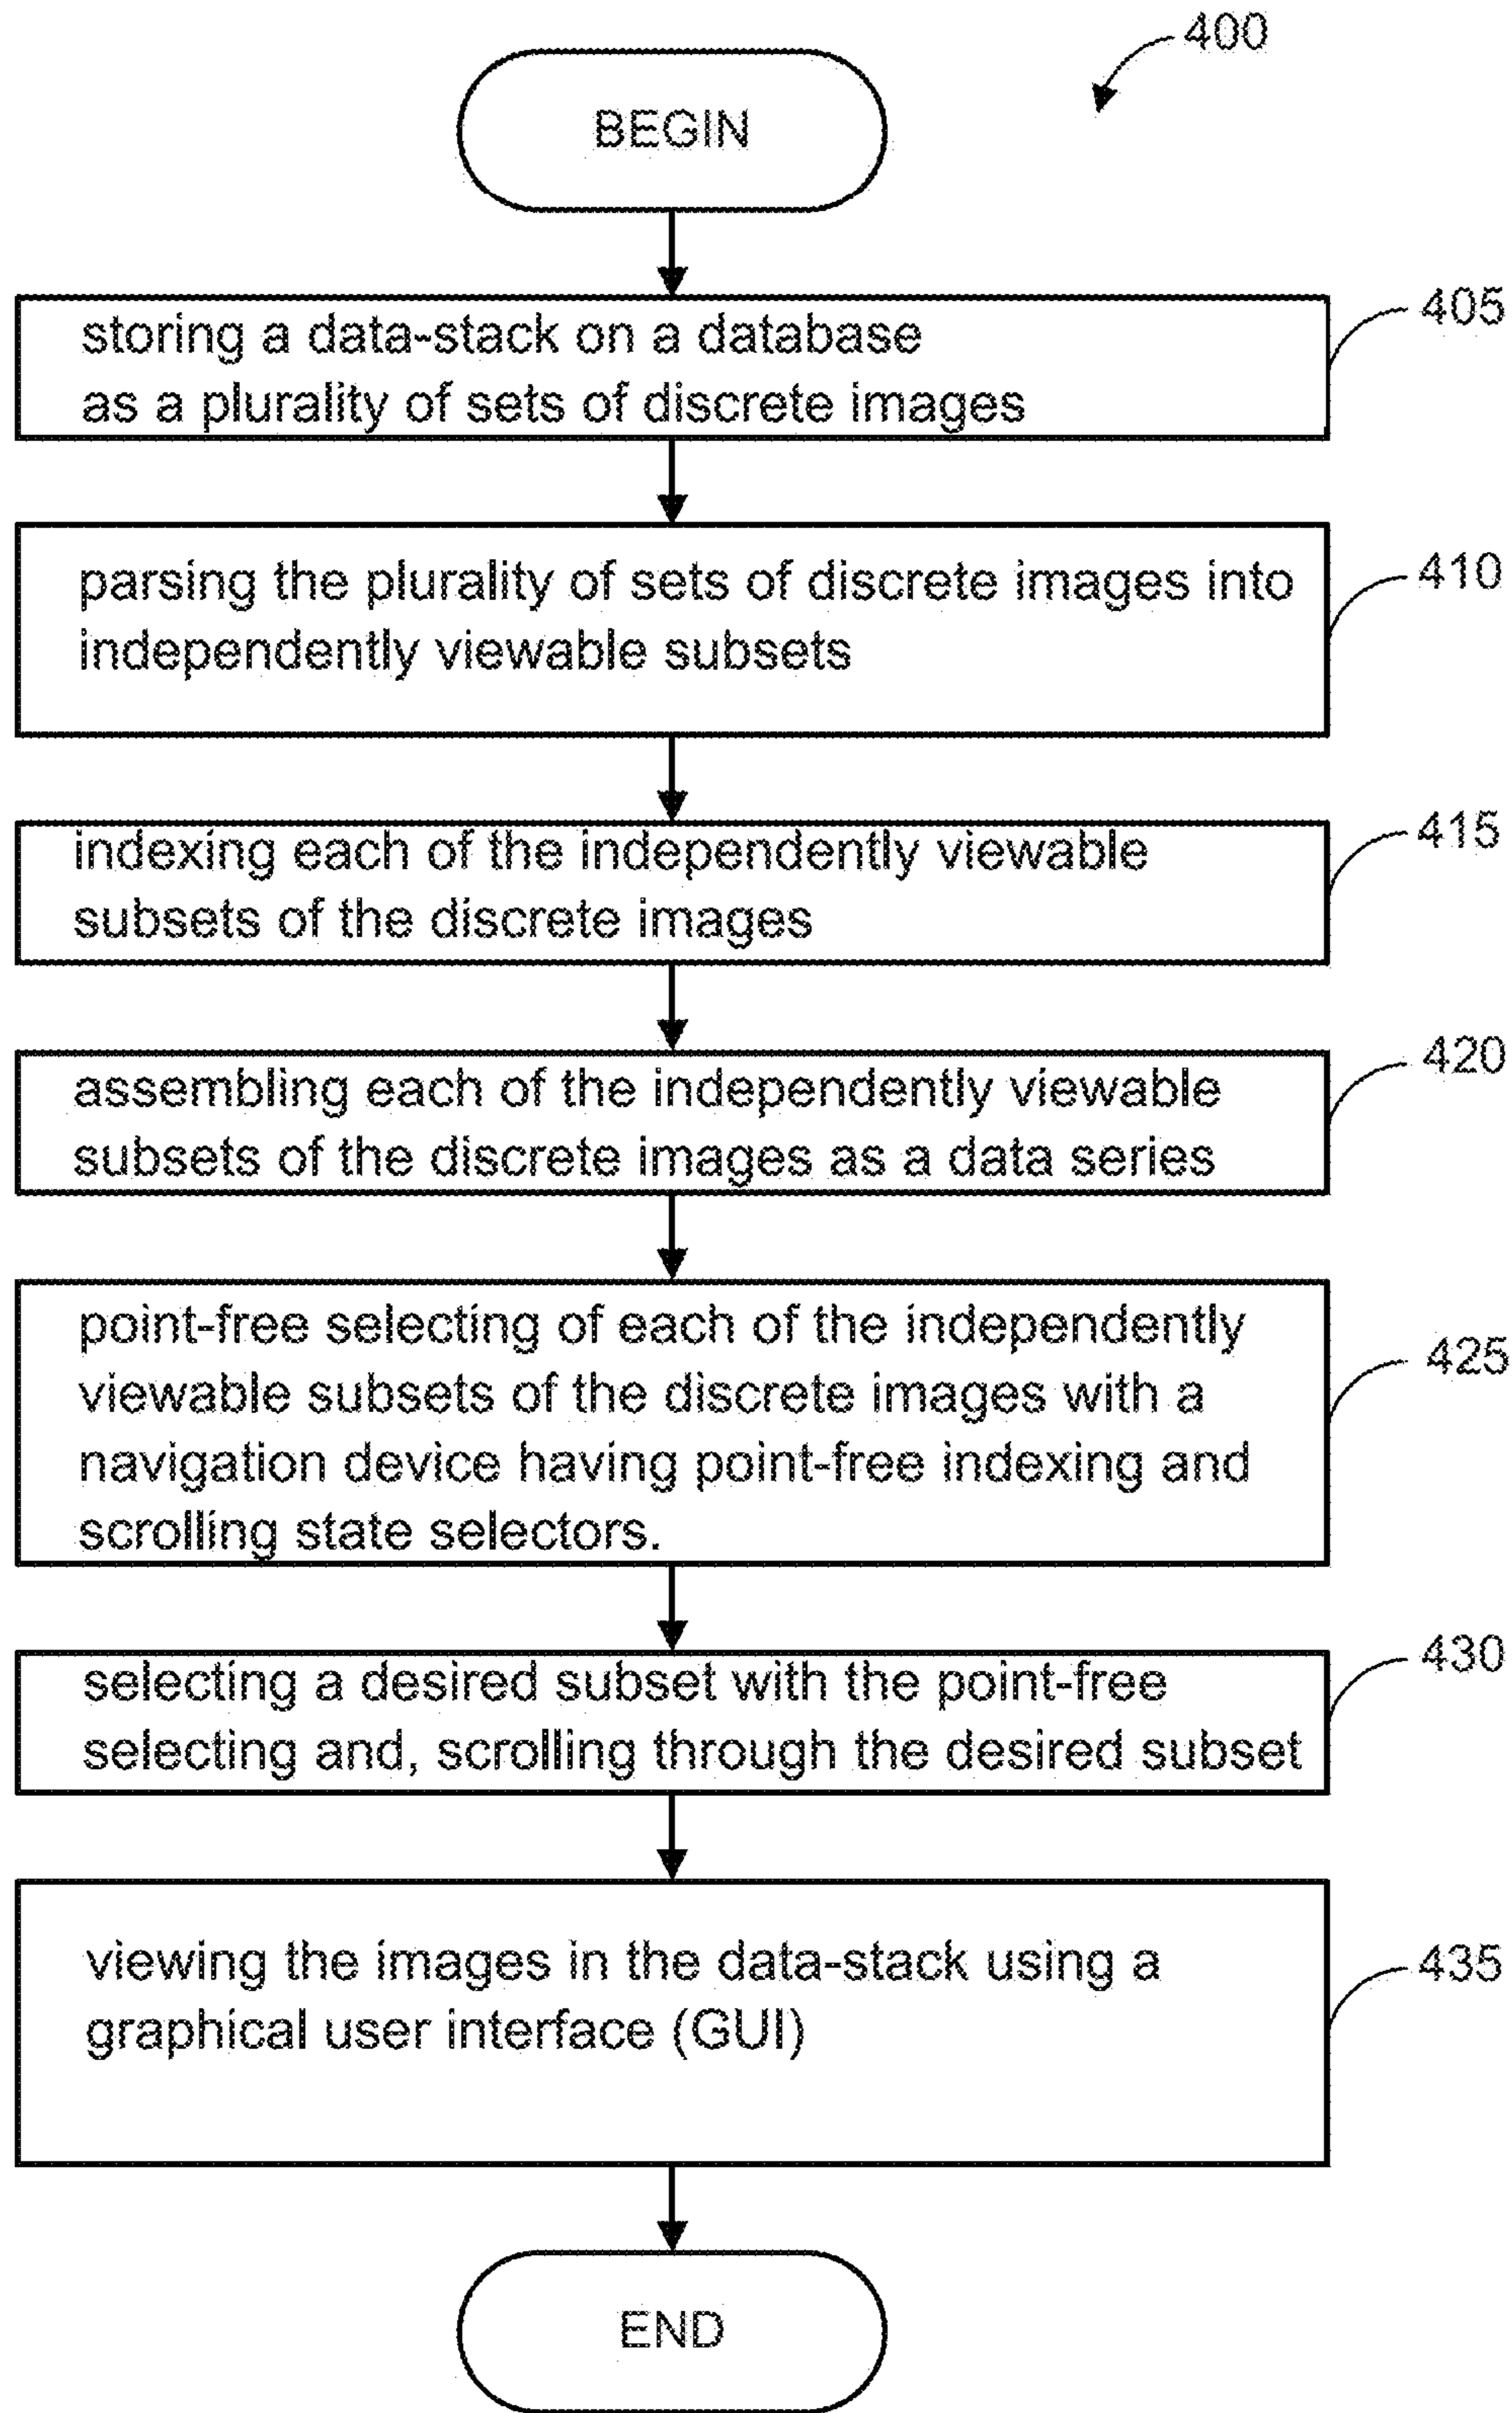 400
BEGIN
storing a data-stack on a database
as a plurality of sets of discrete images
405
parsing the plurality of sets of discrete images into
independently viewable subsets
410
indexing each of the independently viewable
subsets of the discrete images
415
assembling each of the independently viewable
subsets of the discrete images as a data series
420
point-free selecting of each of the independently
viewable subsets of the discrete images with a
navigation device having point-free indexing and
scrolling state selectors.
425
selecting a desired subset with the point-free
selecting and, scrolling through the desired subset
430
viewing the images in the data-stack using a
graphical user interface (GUI)
435
END